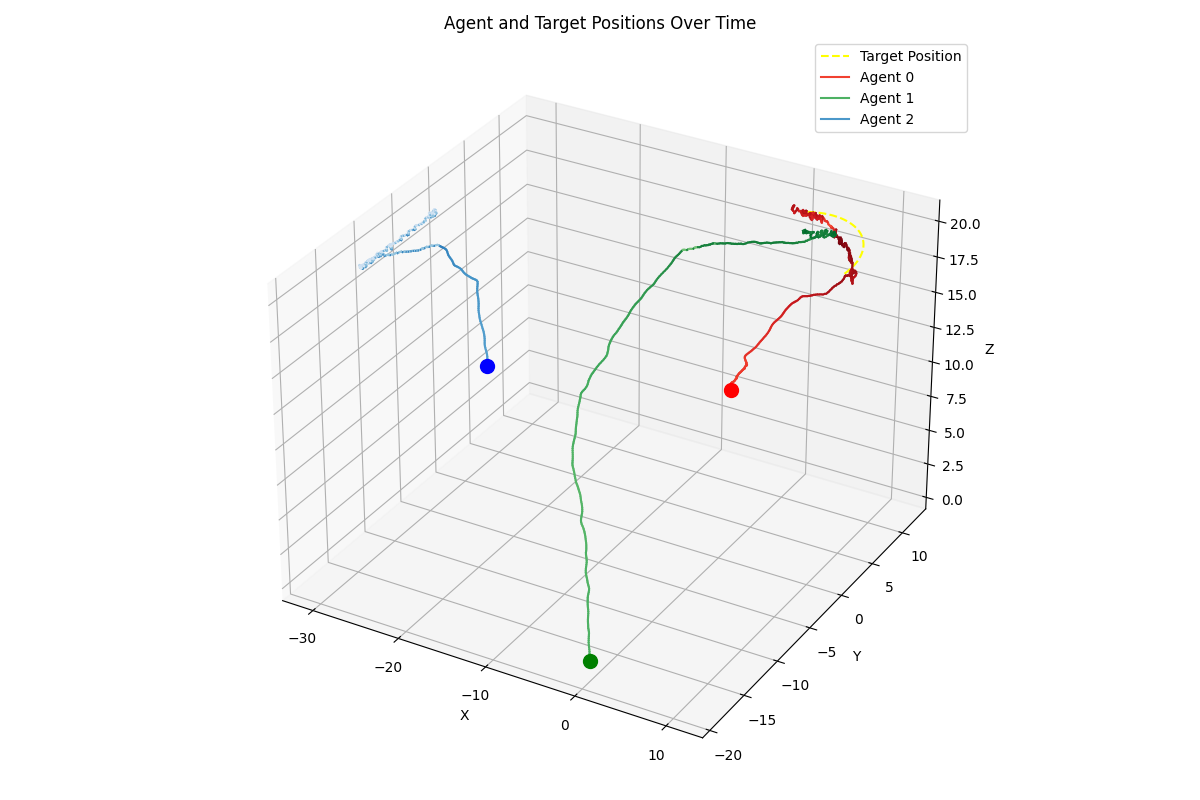 Agent and Target Positions Over Time
Target Position
Agent 0
Agent 1
Agent 2
20.0
17.5
15.0
12.5
10.0
7.5
5.0
2.5
0.0
Z
10
5
0
−5
−10
−15
−20
Y
−30
−20
−10
0
10
X